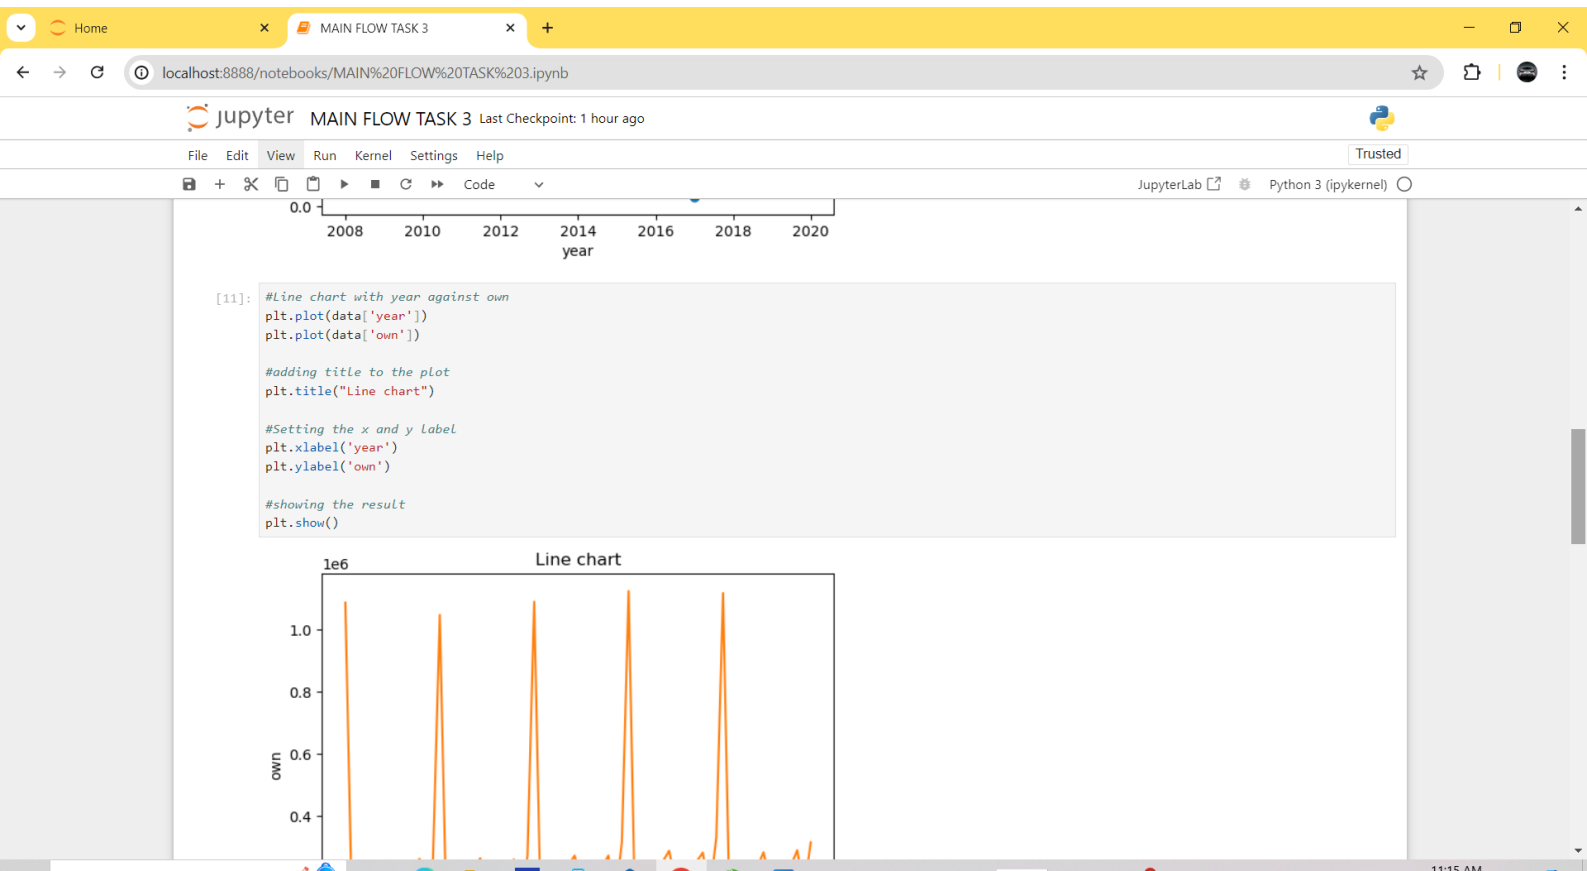 Home
MAIN FLOW TASK 3
localhost:8888/notebooks/MAIN%20FLOW%20TASK%203.ipynb
jupyter MAIN FLOW TASK 3 Last Checkpoint: 1 hour ago
File Edit View Run Kernel Settings Help
Trusted
Code
JupyterLab
Python 3 (ipykernel)
0.0
2008 2010 2012 2014 2016 2018 2020
year
[11]:
#Line chart with year against own
plt.plot(data['year'])
plt.plot(data['own'])
#adding title to the plot
plt.title("Line chart")
#Setting the x and y label
plt.xlabel('year')
plt.ylabel('own')
#showing the result
plt.show()
Line chart
1e6
1.0
0.8
0.6
own
0.4
11:15 AM